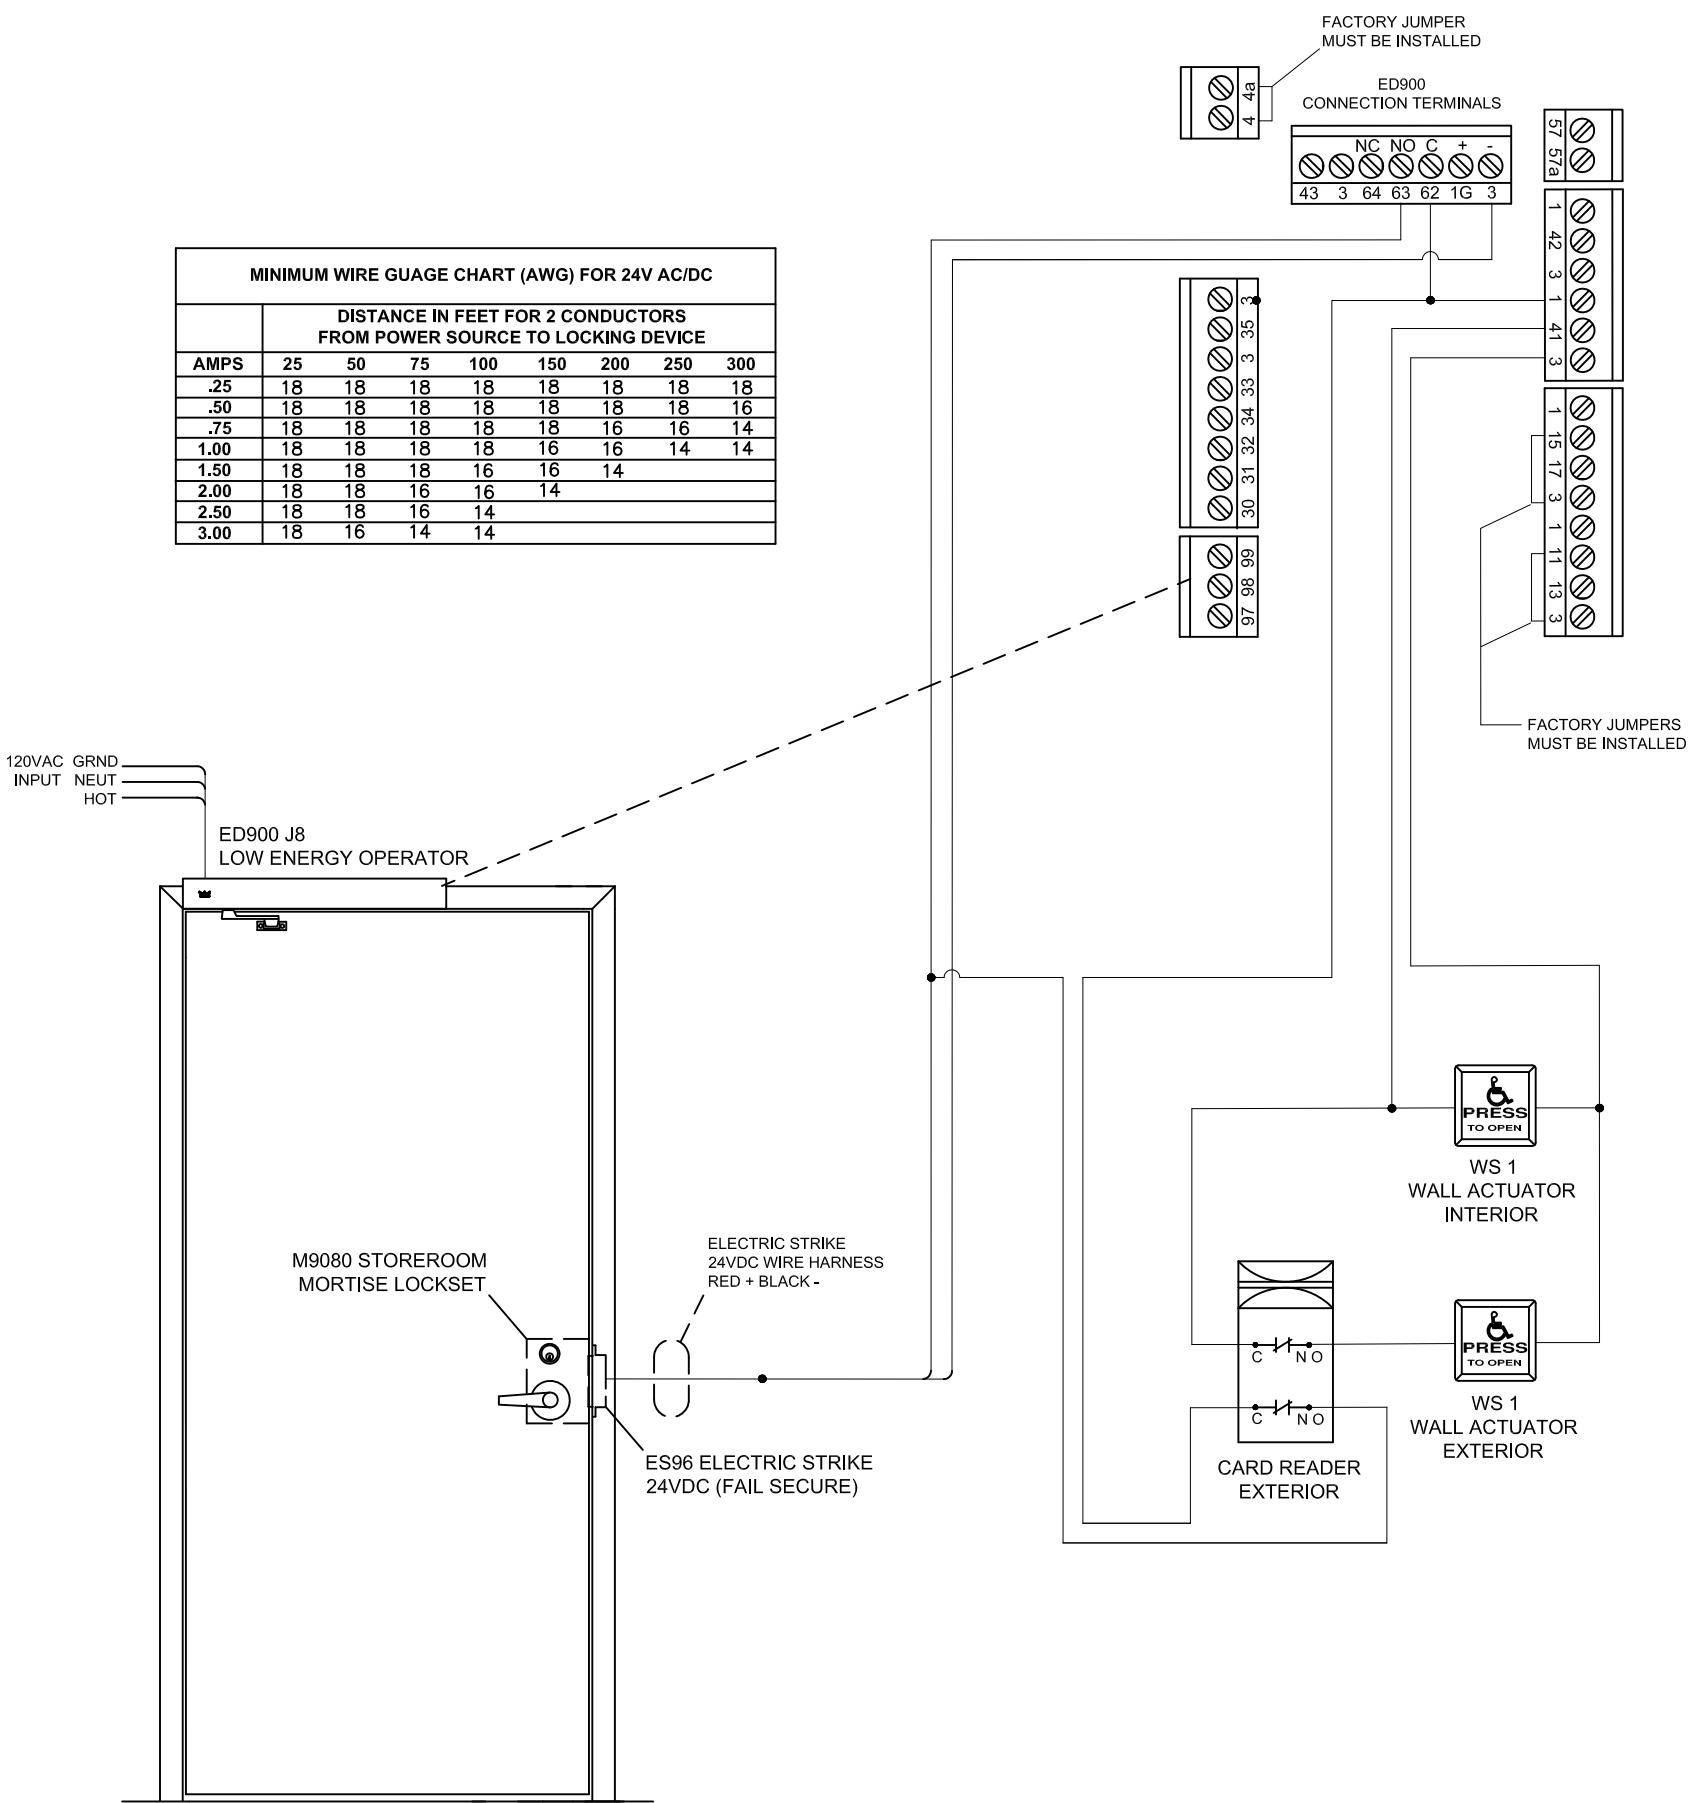 FACTORY JUMPER
MUST BE INSTALLED
4a
4
ED900
CONNECTION TERMINALS
NC NO C + -
43 3 64 63 62 1G 3
57 57a
1 42 3 1 41 3
1 15 17 3 1 11 13 3
3 35 3 33 34 32 31 30
99 98 97
FACTORY JUMPERS
MUST BE INSTALLED
MINIMUM WIRE GUAGE CHART (AWG) FOR 24V AC/DC
DISTANCE IN FEET FOR 2 CONDUCTORS
FROM POWER SOURCE TO LOCKING DEVICE
AMPS 25 50 75 100 150 200 250 300
.25 18 18 18 18 18 18 18 18
.50 18 18 18 18 18 18 18 16
.75 18 18 18 18 18 16 16 14
1.00 18 18 18 18 16 16 14 14
1.50 18 18 18 16 16 14
2.00 18 18 16 16 14
2.50 18 18 16 14
3.00 18 16 14 14
120VAC GRND
INPUT NEUT
HOT
ED900 J8
LOW ENERGY OPERATOR
M9080 STOREROOM
MORTISE LOCKSET
ELECTRIC STRIKE
24VDC WIRE HARNESS
RED + BLACK -
ES96 ELECTRIC STRIKE
24VDC (FAIL SECURE)
PRESS
TO OPEN
WS 1
WALL ACTUATOR
INTERIOR
C N O
C N O
CARD READER
EXTERIOR
PRESS
TO OPEN
WS 1
WALL ACTUATOR
EXTERIOR